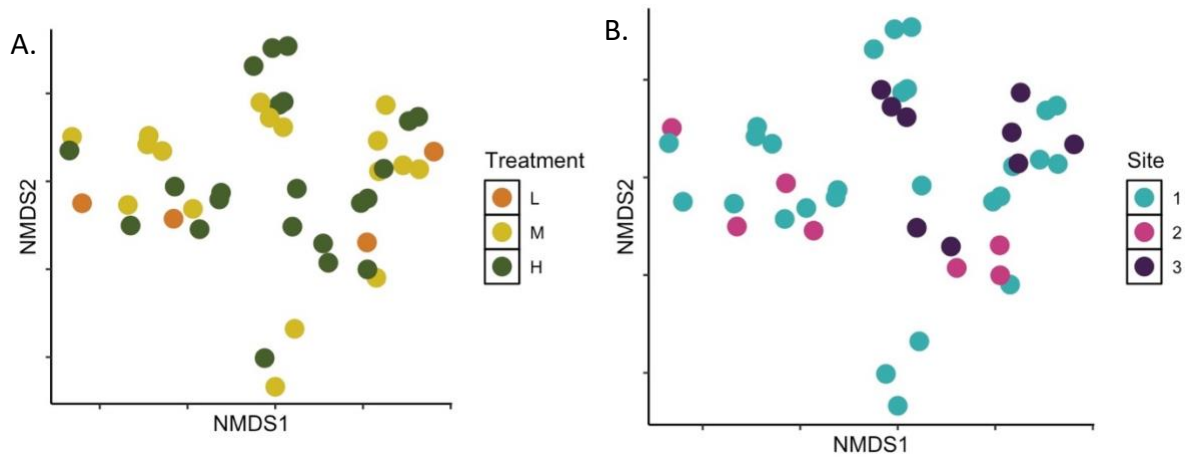 A.
NMDS2
NMDS1
Treatment
L
M
H
B.
NMDS2
NMDS1
Site
1
2
3